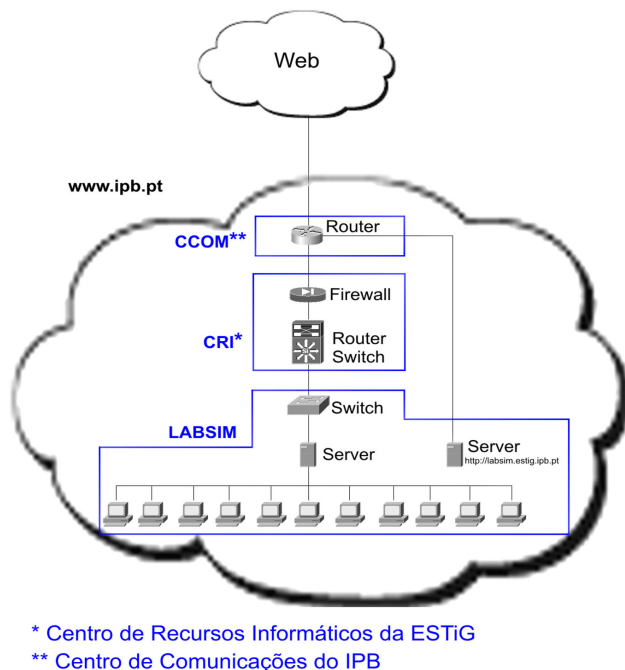 Web
www.ipb.pt
Router
CCOM**
Firewall
CRI*
Router
Switch
SI
Switch
LABSIM
Server
Server
http://labsim.estig.ipb.pt
* Centro de Recursos Informáticos da ESTiG
** Centro de Comunicações do IPB